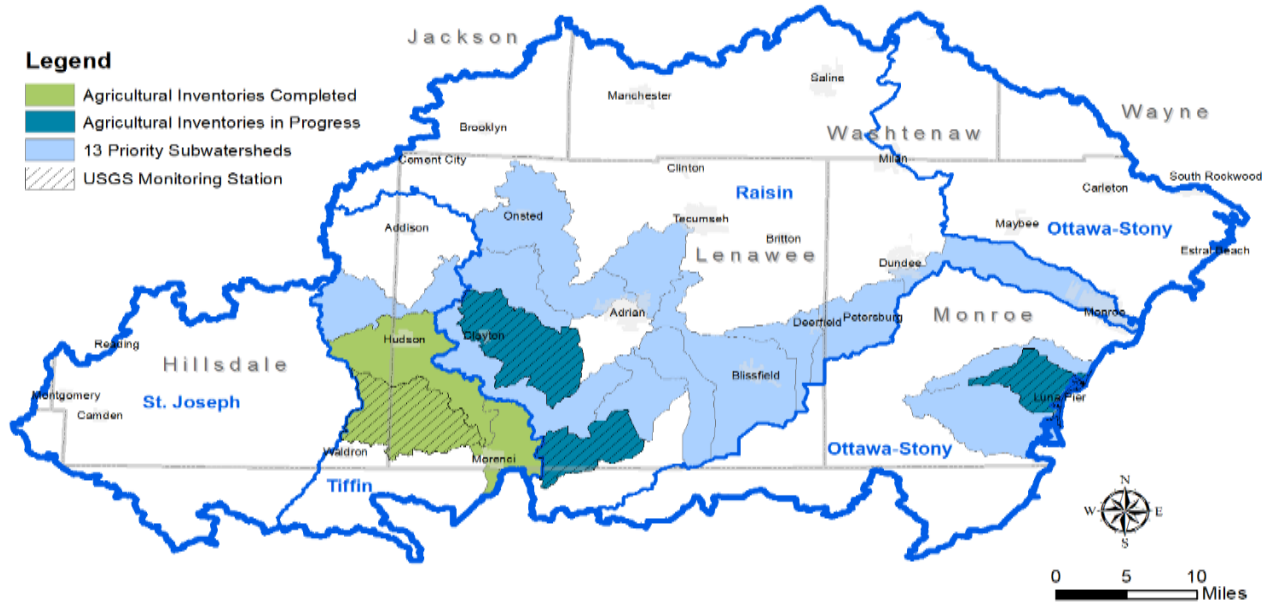 Jackson
Legend
Saline
Agricultural Inventories Completed
Manchester
Wayne
Agricultural Inventories in Progress
Brooklyn
Washtenaw
13 Priority Subwatersheds
Cement City
Milan
Clinton
USGS Monitoring Station
South Rockwood
Carleton
Raisin
Onsted
Tecumseh
Addison
Maybee
Ottawa-Stony
Britton
Lenawee
Estral Beach
Dundee
Adrian
Monroe
Monroe
Deerfield
Petersburg
Hudson
Clayton
Reading
Hillsdale
Blissfield
Montgomery
Luna Pier
St. Joseph
Camden
Waldron
Morenci
Ottawa-Stony
Tiffin
N
W
E
S
0 5 10
Miles